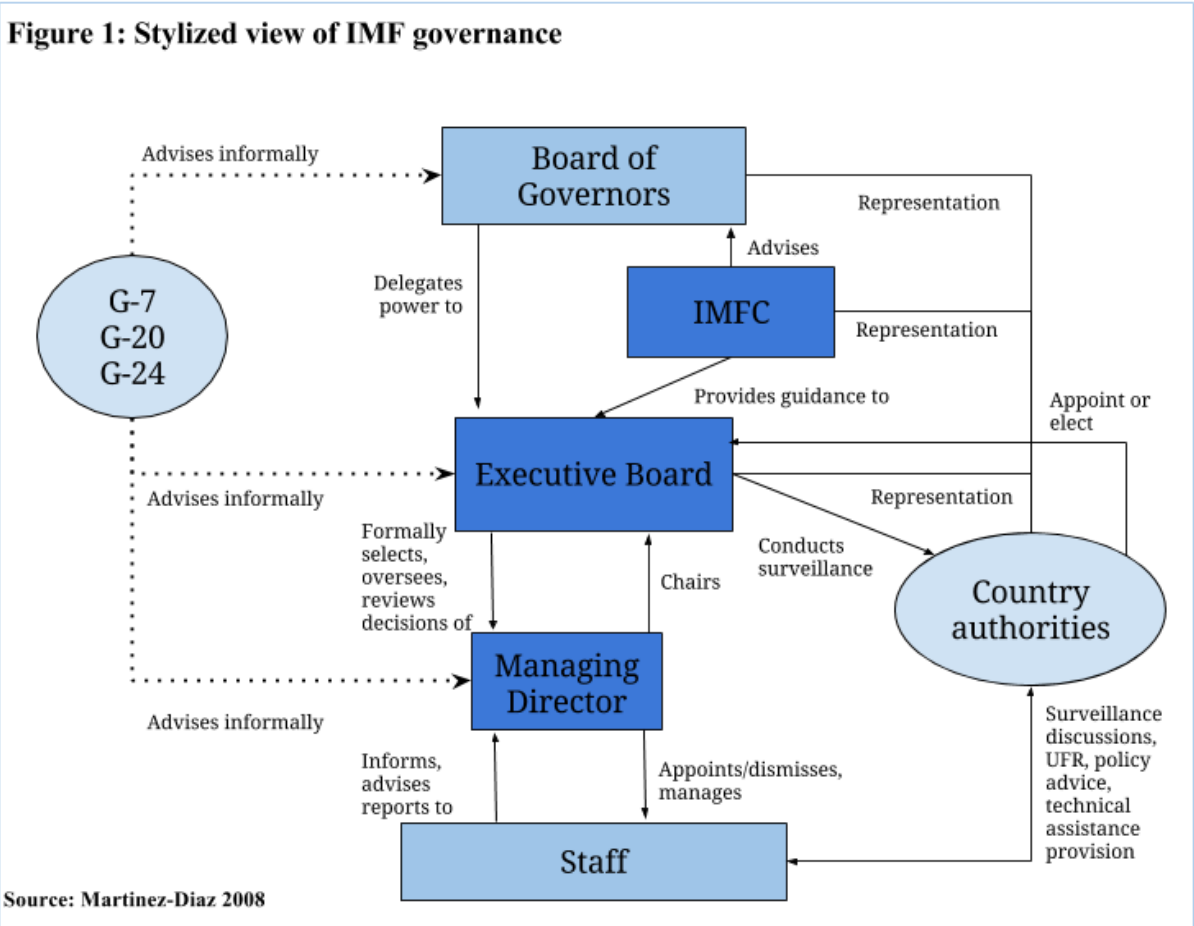 Figure 1: Stylized view of IMF governance
Advises informally
Board of
Governors
Representation
Advises
Delegates
power to
G-7
G-20
G-24
IMFC
Representation
Provides guidance to
Appoint or
elect
Executive Board
Advises informally
Representation
Formally
selects,
oversees,
reviews
decisions of
Chairs
Conducts
surveillance
Country
authorities
Managing
Director
Advises informally
Surveillance
discussions,
UFR, policy
advice,
technical
assistance
provision
Informs,
advises
reports to
Appoints/dismisses,
manages
Staff
Source: Martinez-Diaz 2008